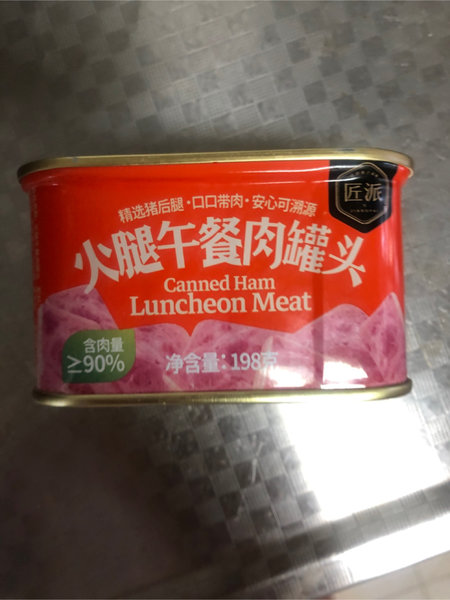 匠派
精选猪后腿·口口带肉·安心可溯源
火腿午餐肉罐头
Canned Ham
Luncheon Meat
含肉量
≥90%
净含量：198克